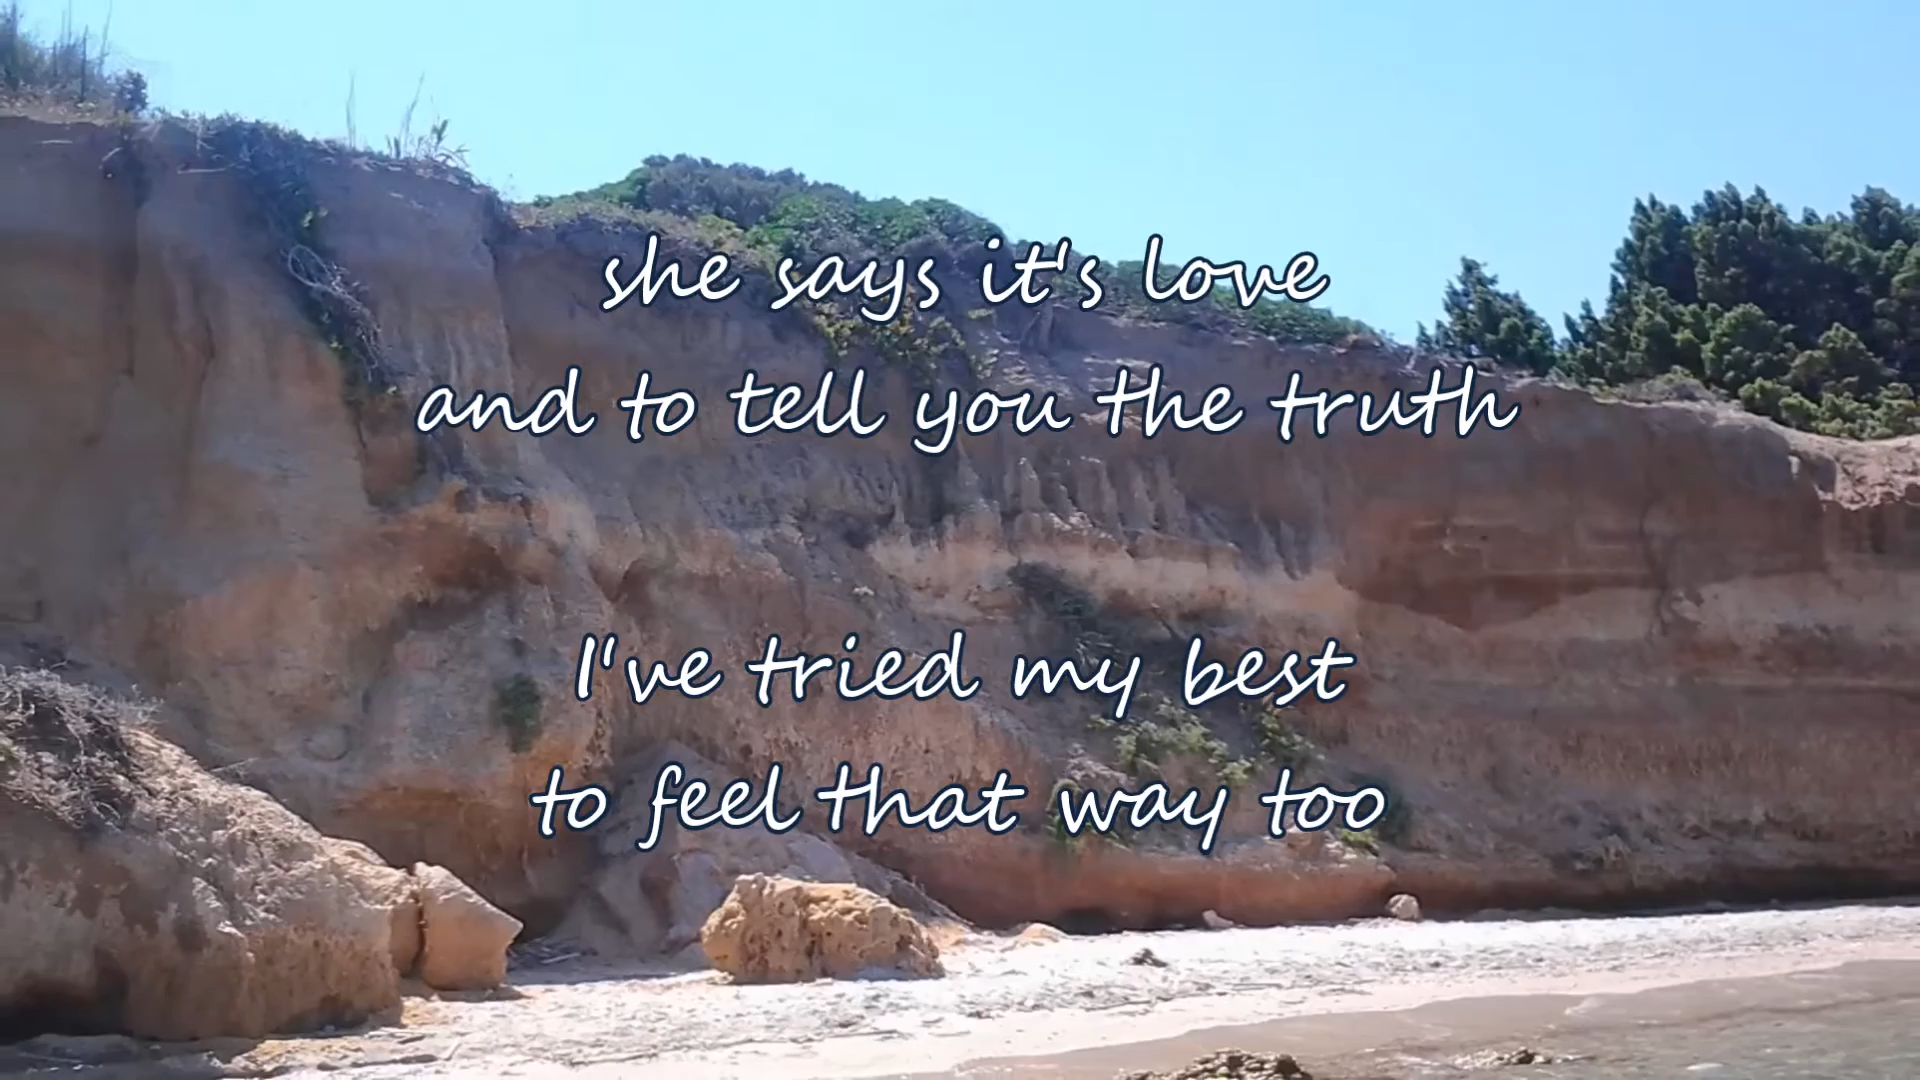 she says it's love
and to tell you the truth
I've tried my best
to feel that way too